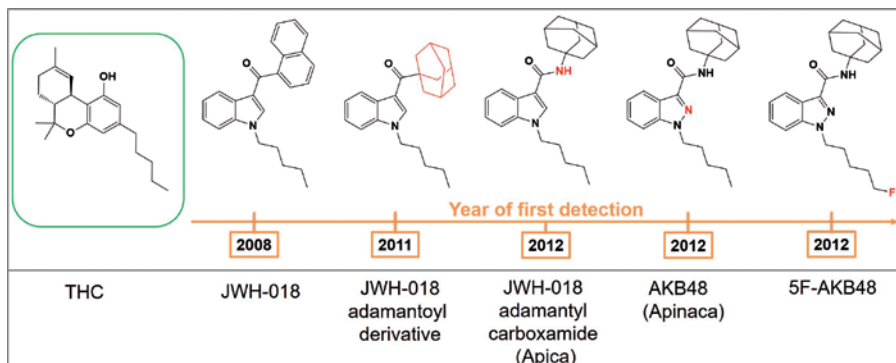 OH
O
O
N
O
N
O
NH
N
O
NH
N
N
O
NH
N
N
F
Year of first detection
2008
2011
2012
2012
2012
THC
JWH-018
JWH-018
adamantoyl
derivative
JWH-018
adamantyl
carboxamide
(Apica)
AKB48
(Apinaca)
5F-AKB48